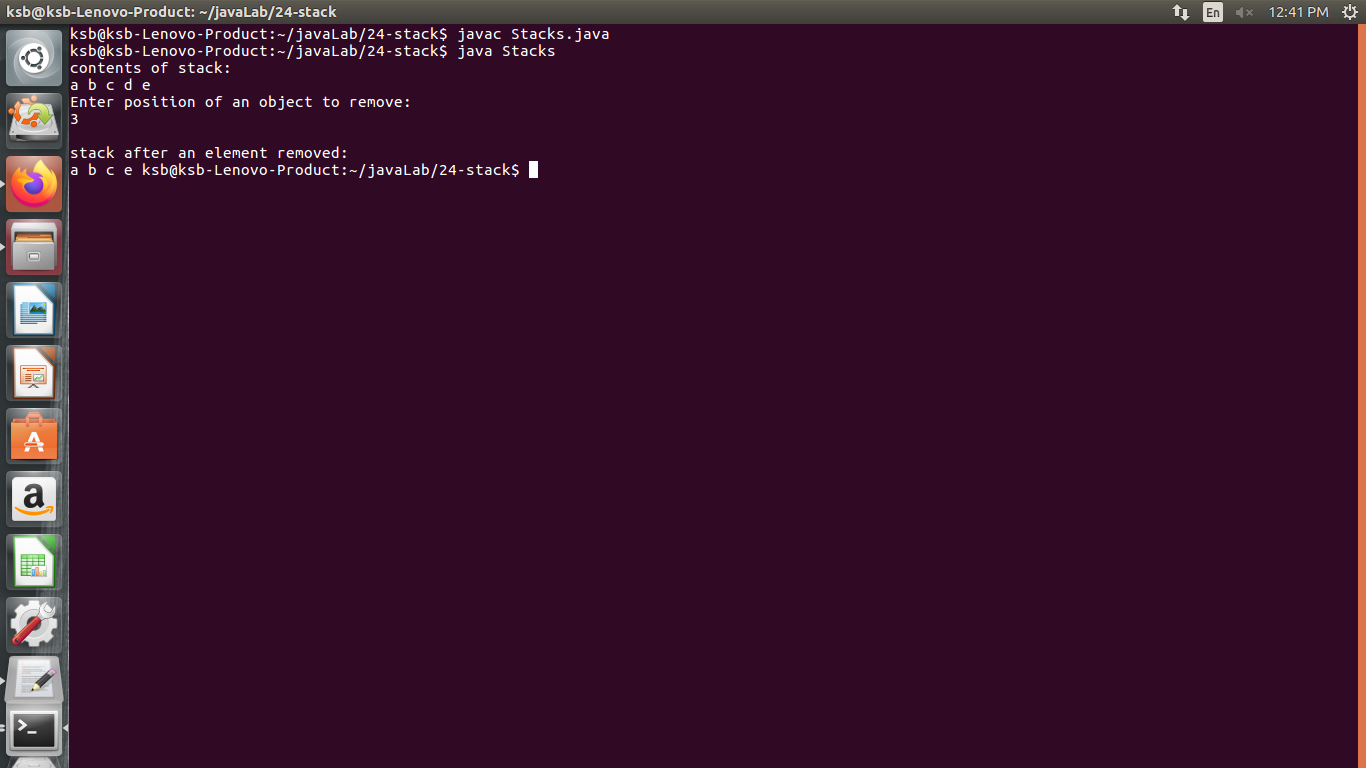 ksb@ksb-Lenovo-Product: ~/javaLab/24-stack
En
12:41 PM
ksb@ksb-Lenovo-Product:~/javaLab/24-stack$ javac Stacks.java
ksb@ksb-Lenovo-Product:~/javaLab/24-stack$ java Stacks
contents of stack:
a b c d e
Enter position of an object to remove:
3
stack after an element removed:
a b c e ksb@ksb-Lenovo-Product:~/javaLab/24-stack$